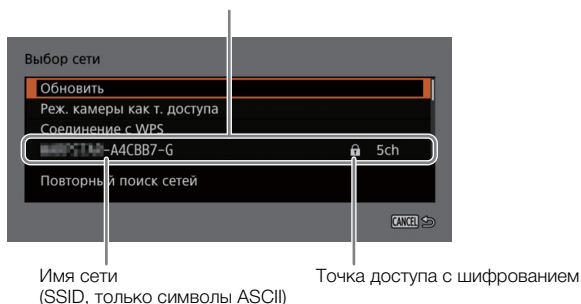 Выбор сети
Обновить
Реж. камеры как т. доступа
Соединение с WPS
-A4CBB7-G 5ch
Повторный поиск сетей
CANCEL
Имя сети
(SSID, только символы ASCII)
Точка доступа с шифрованием